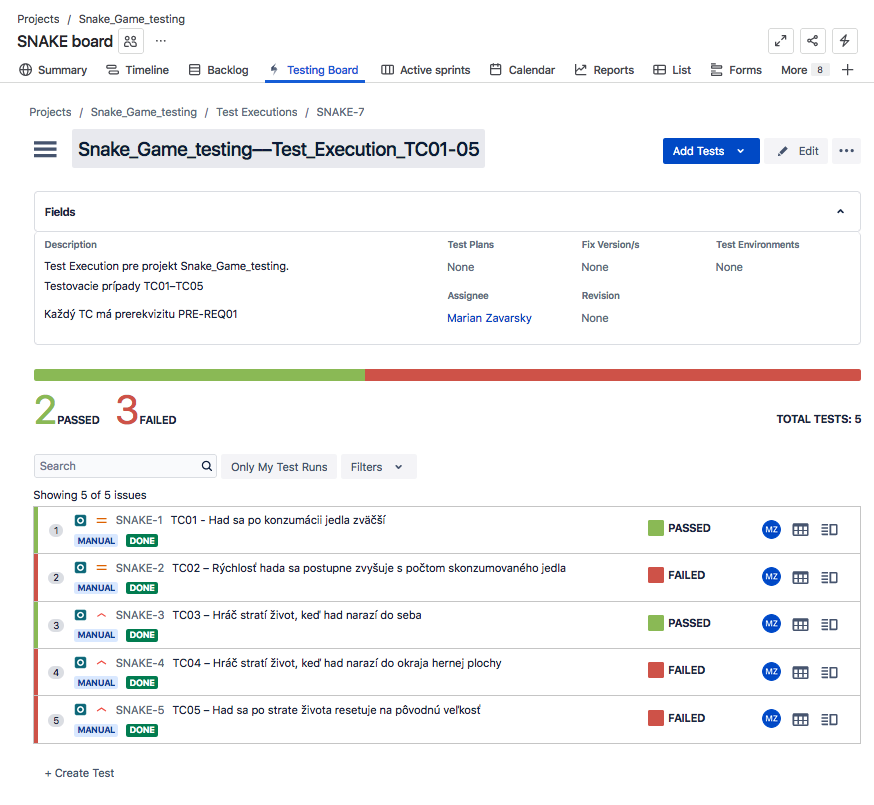 Projects / Snake_Game_testing
SNAKE board
Summary Timeline Backlog Testing Board Active sprints Calendar Reports List Forms More 8
Projects / Snake_Game_testing / Test Executions / SNAKE-7
Snake_Game_testing—Test_Execution_TC01-05
Add Tests Edit
Fields
Description Test Plans Fix Version/s Test Environments
Test Execution pre projekt Snake_Game_testing. None None None
Testovacie prípady TC01–TC05
Assignee Revision
Každý TC má prerekvizitu PRE-REQ01 Marian Zavarsky None
2 PASSED 3 FAILED TOTAL TESTS: 5
Search Only My Test Runs Filters
Showing 5 of 5 issues
1 SNAKE-1 TC01 - Had sa po konzumácii jedla zväčší PASSED MZ
MANUAL DONE
2 SNAKE-2 TC02 – Rýchlosť hada sa postupne zvyšuje s počtom skonzumovaného jedla FAILED MZ
MANUAL DONE
3 SNAKE-3 TC03 – Hráč stratí život, keď had narazí do seba PASSED MZ
MANUAL DONE
4 SNAKE-4 TC04 – Hráč stratí život, keď had narazí do okraja hernej plochy FAILED MZ
MANUAL DONE
5 SNAKE-5 TC05 – Had sa po strate života resetuje na pôvodnú veľkosť FAILED MZ
MANUAL DONE
+ Create Test